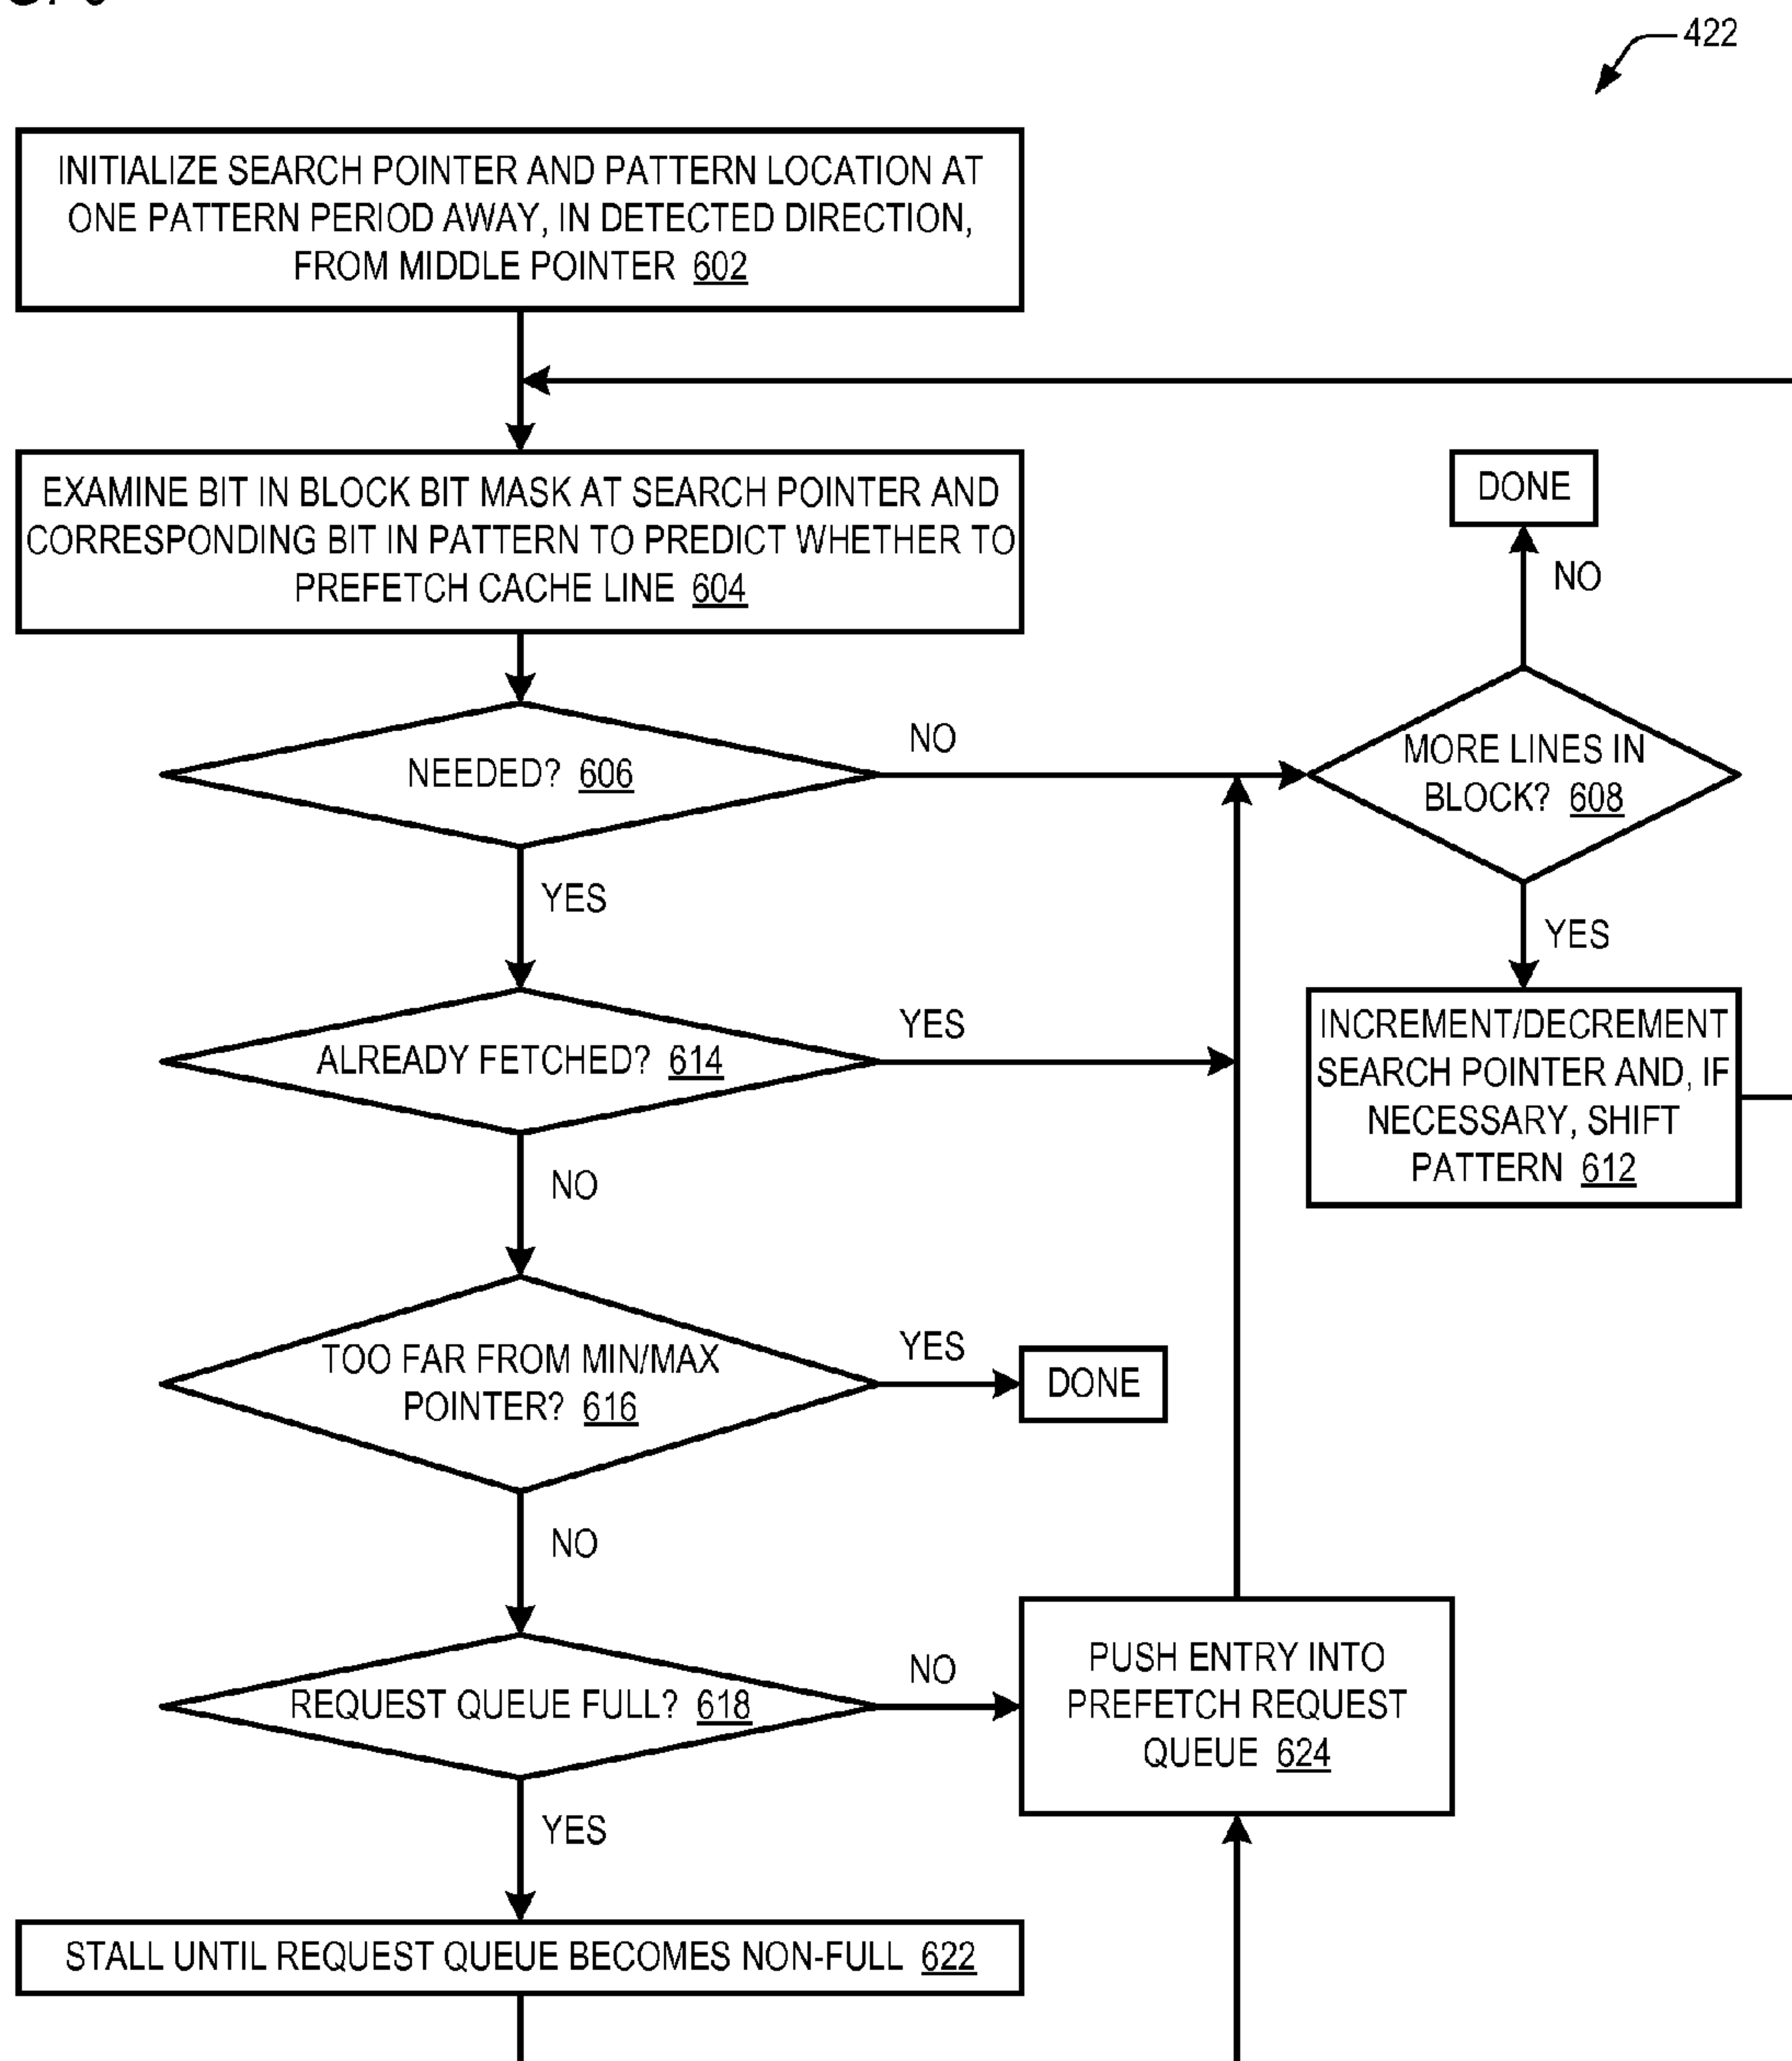 422
INITIALIZE SEARCH POINTER AND PATTERN LOCATION AT
ONE PATTERN PERIOD AWAY, IN DETECTED DIRECTION,
FROM MIDDLE POINTER 602
EXAMINE BIT IN BLOCK BIT MASK AT SEARCH POINTER AND
CORRESPONDING BIT IN PATTERN TO PREDICT WHETHER TO
PREFETCH CACHE LINE 604
DONE
NO
NEEDED? 606
NO
MORE LINES IN
BLOCK? 608
YES
YES
ALREADY FETCHED? 614
YES
INCREMENT/DECREMENT
SEARCH POINTER AND, IF
NECESSARY, SHIFT
PATTERN 612
NO
TOO FAR FROM MIN/MAX
POINTER? 616
YES
DONE
NO
REQUEST QUEUE FULL? 618
NO
PUSH ENTRY INTO
PREFETCH REQUEST
QUEUE 624
YES
STALL UNTIL REQUEST QUEUE BECOMES NON-FULL 622